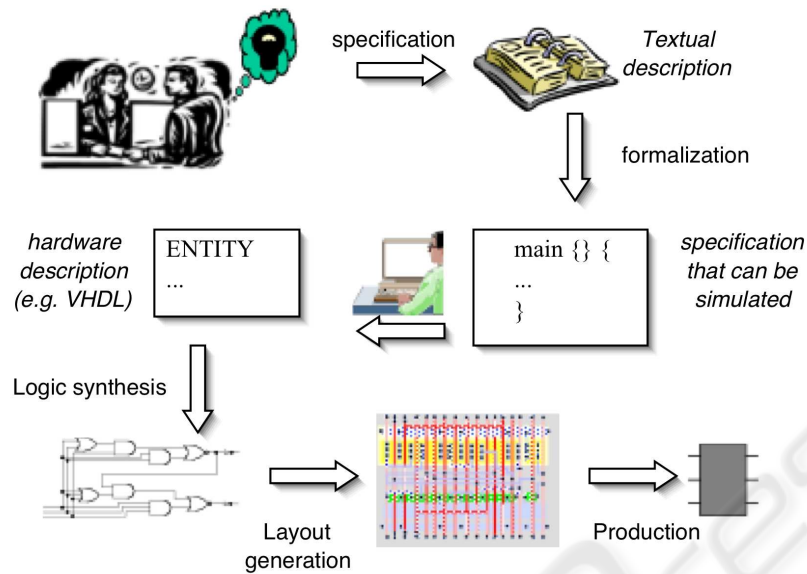 specification
Textual
description
formalization
hardware
description
(e.g. VHDL)
ENTITY
...
main {} {
...
}
specification
that can be
simulated
Logic synthesis
Layout
generation
Production